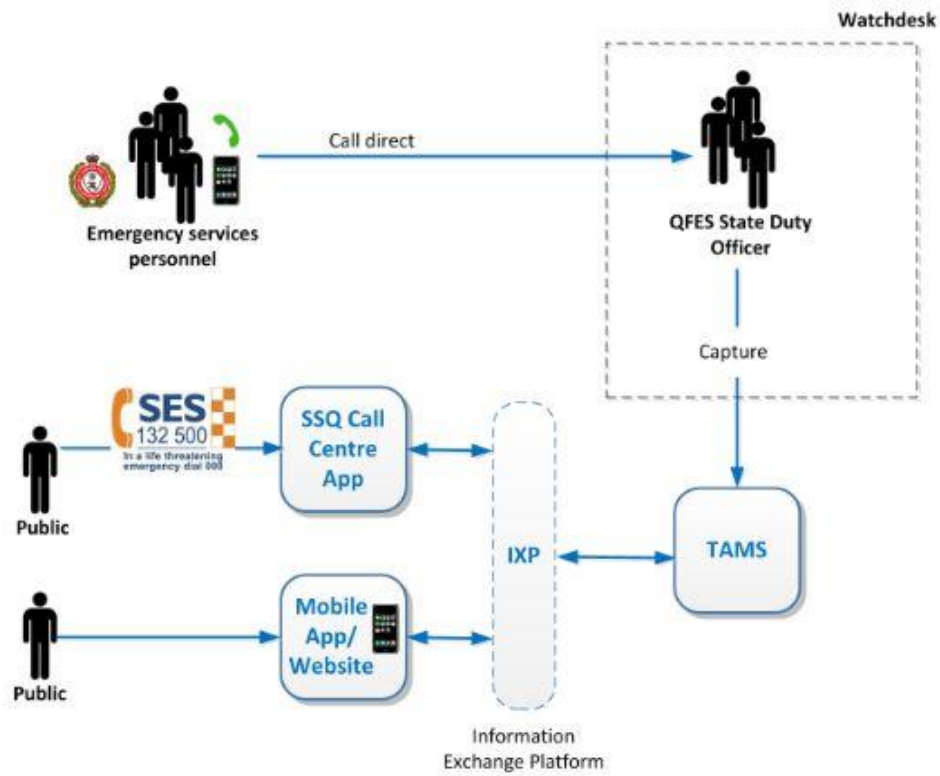 Watchdesk
Call direct
Emergency services
personnel
QFES State Duty
Officer
Capture
SES
132 500
In a life threatening
emergency dial 000
SSQ Call
Centre
App
Public
IXP
TAMS
Mobile
App/
Website
Public
Information
Exchange Platform